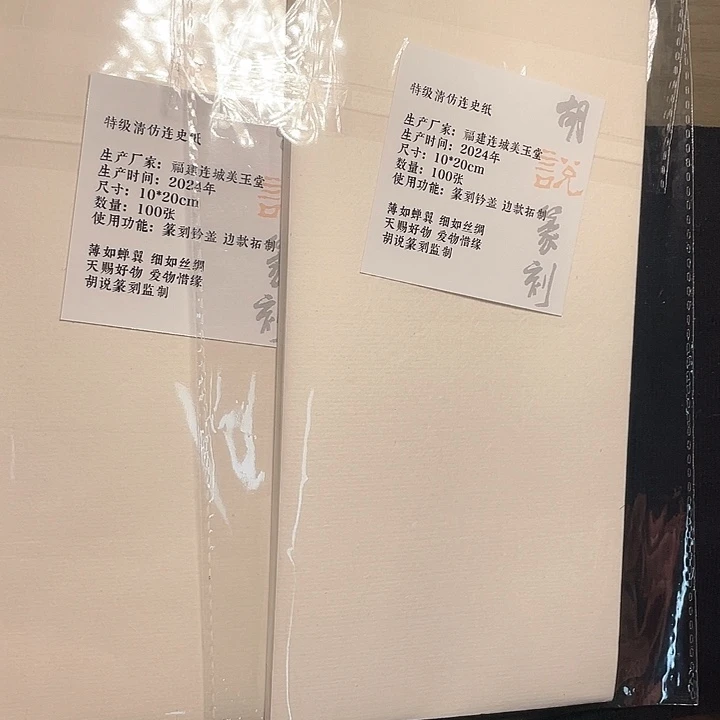 特级清仿连史纸
生产厂家：福建连城美玉堂
生产时间：2024年
尺寸：10*20cm
数量：100张
使用功能：篆刻钤盖 边款拓制
薄如蝉翼 细如丝绸
天赐好物 爱物惜缘
胡说篆刻监制
特级清仿连史纸
生产厂家：福建连城美玉堂
生产时间：2024年
尺寸：10*20cm
数量：100张
使用功能：篆刻钤盖 边款拓制
薄如蝉翼 细如丝绸
天赐好物 爱物惜缘
胡说篆刻监制
胡說篆刻